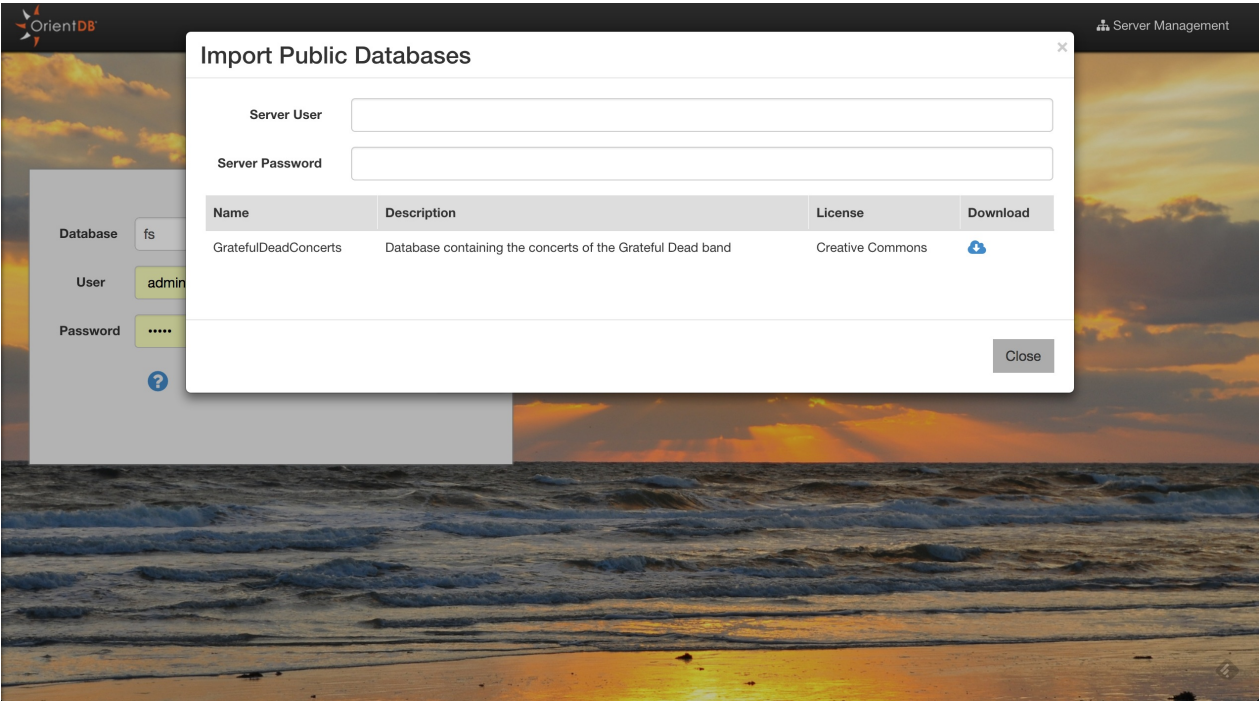 OrientDB
Server Management
Import Public Databases
×
Server User
Server Password
Name Description License Download
GratefulDeadConcerts Database containing the concerts of the Grateful Dead band Creative Commons
Close
Database fs
User admin
Password •••••
?